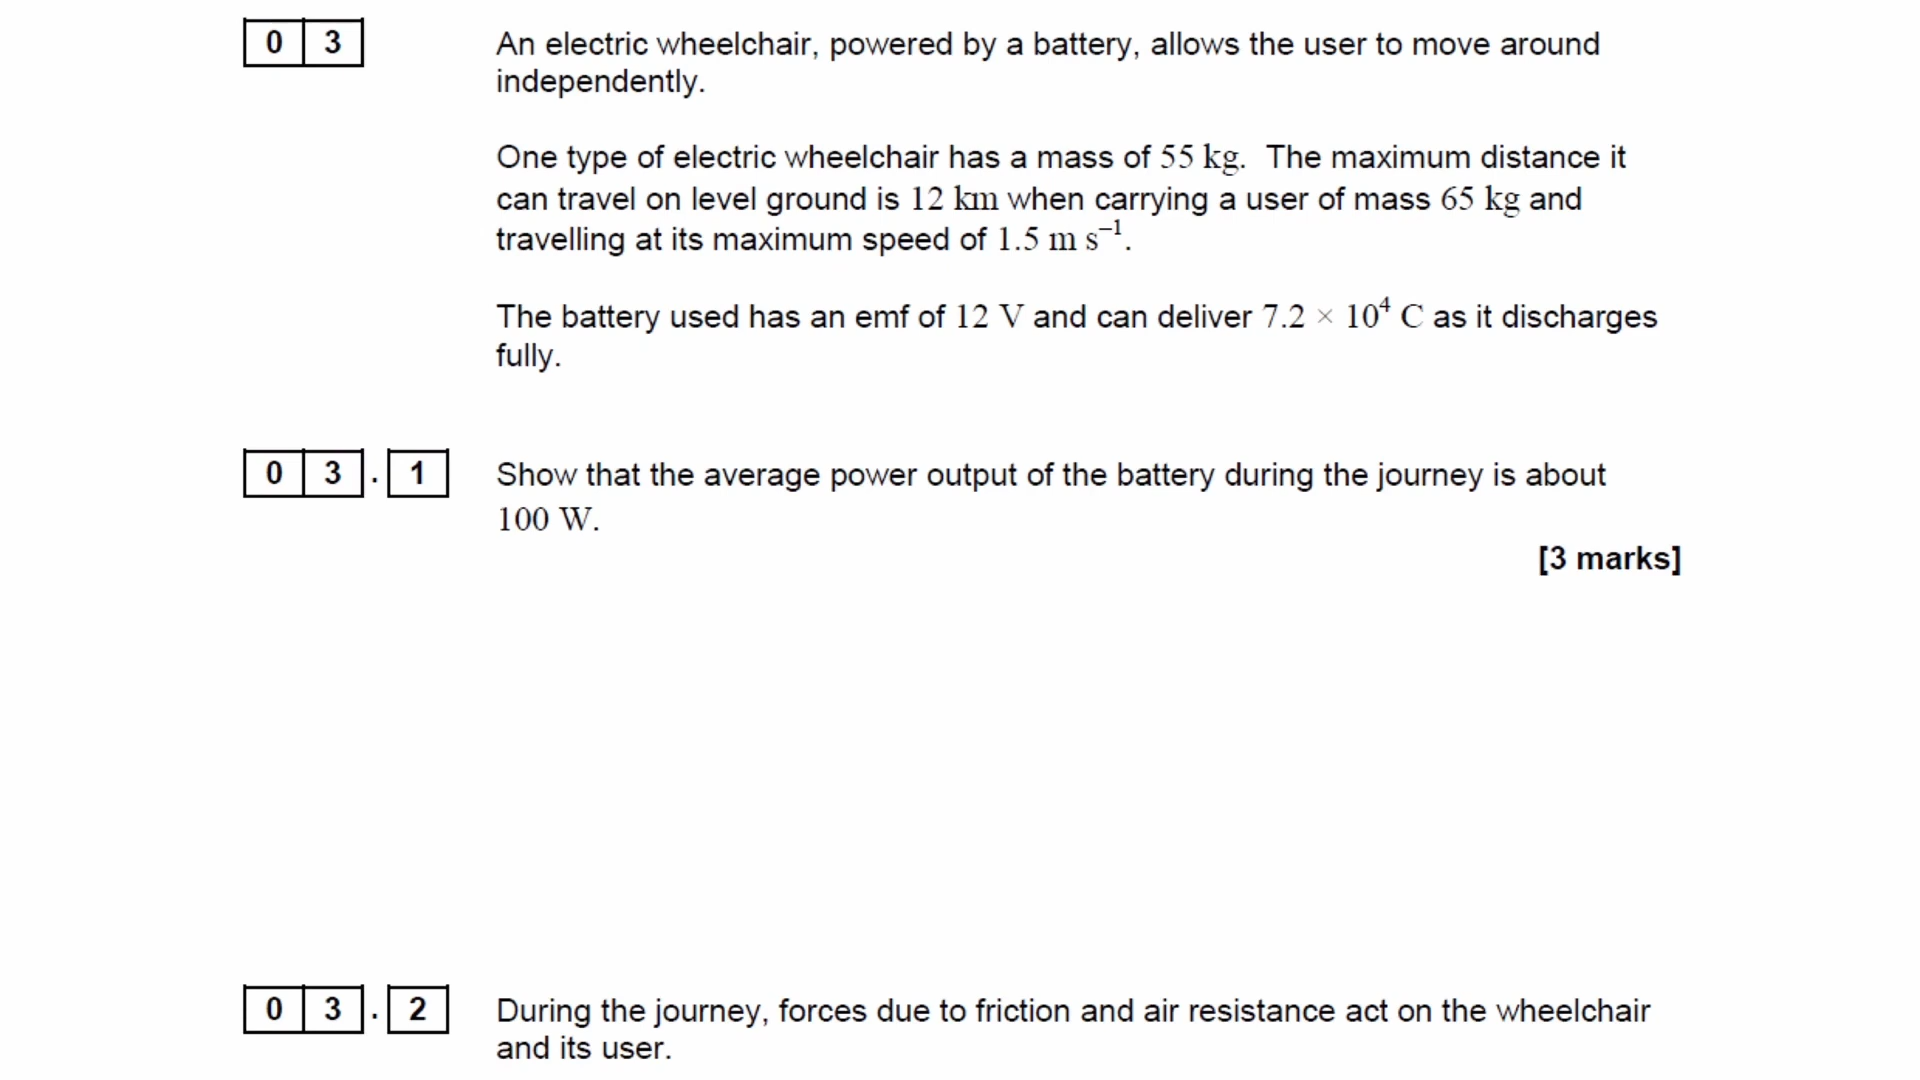 0 3 An electric wheelchair, powered by a battery, allows the user to move around
independently.
One type of electric wheelchair has a mass of 55 kg. The maximum distance it
can travel on level ground is 12 km when carrying a user of mass 65 kg and
travelling at its maximum speed of 1.5 m s⁻¹.
The battery used has an emf of 12 V and can deliver 7.2 × 10⁴ C as it discharges
fully.
0 3 . 1 Show that the average power output of the battery during the journey is about
100 W.
[3 marks]
0 3 . 2 During the journey, forces due to friction and air resistance act on the wheelchair
and its user.